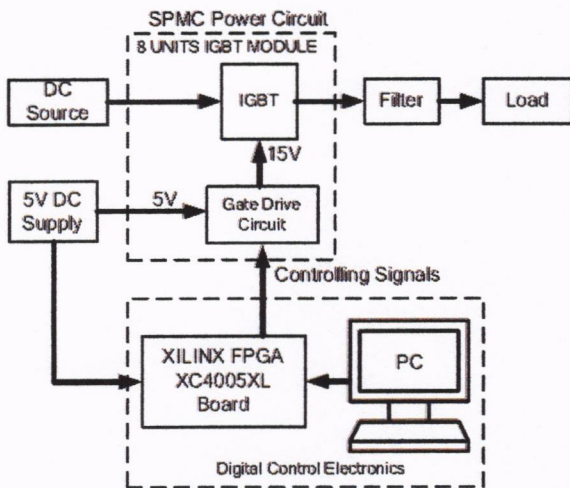 SPMC Power Circuit
8 UNITS IGBT MODULE
DC
Source
IGBT
Filter
Load
15V
5V DC
Supply
5V
Gate Drive
Circuit
Controlling Signals
XILINX FPGA
XC4005XL
Board
PC
Digital Control Electronics